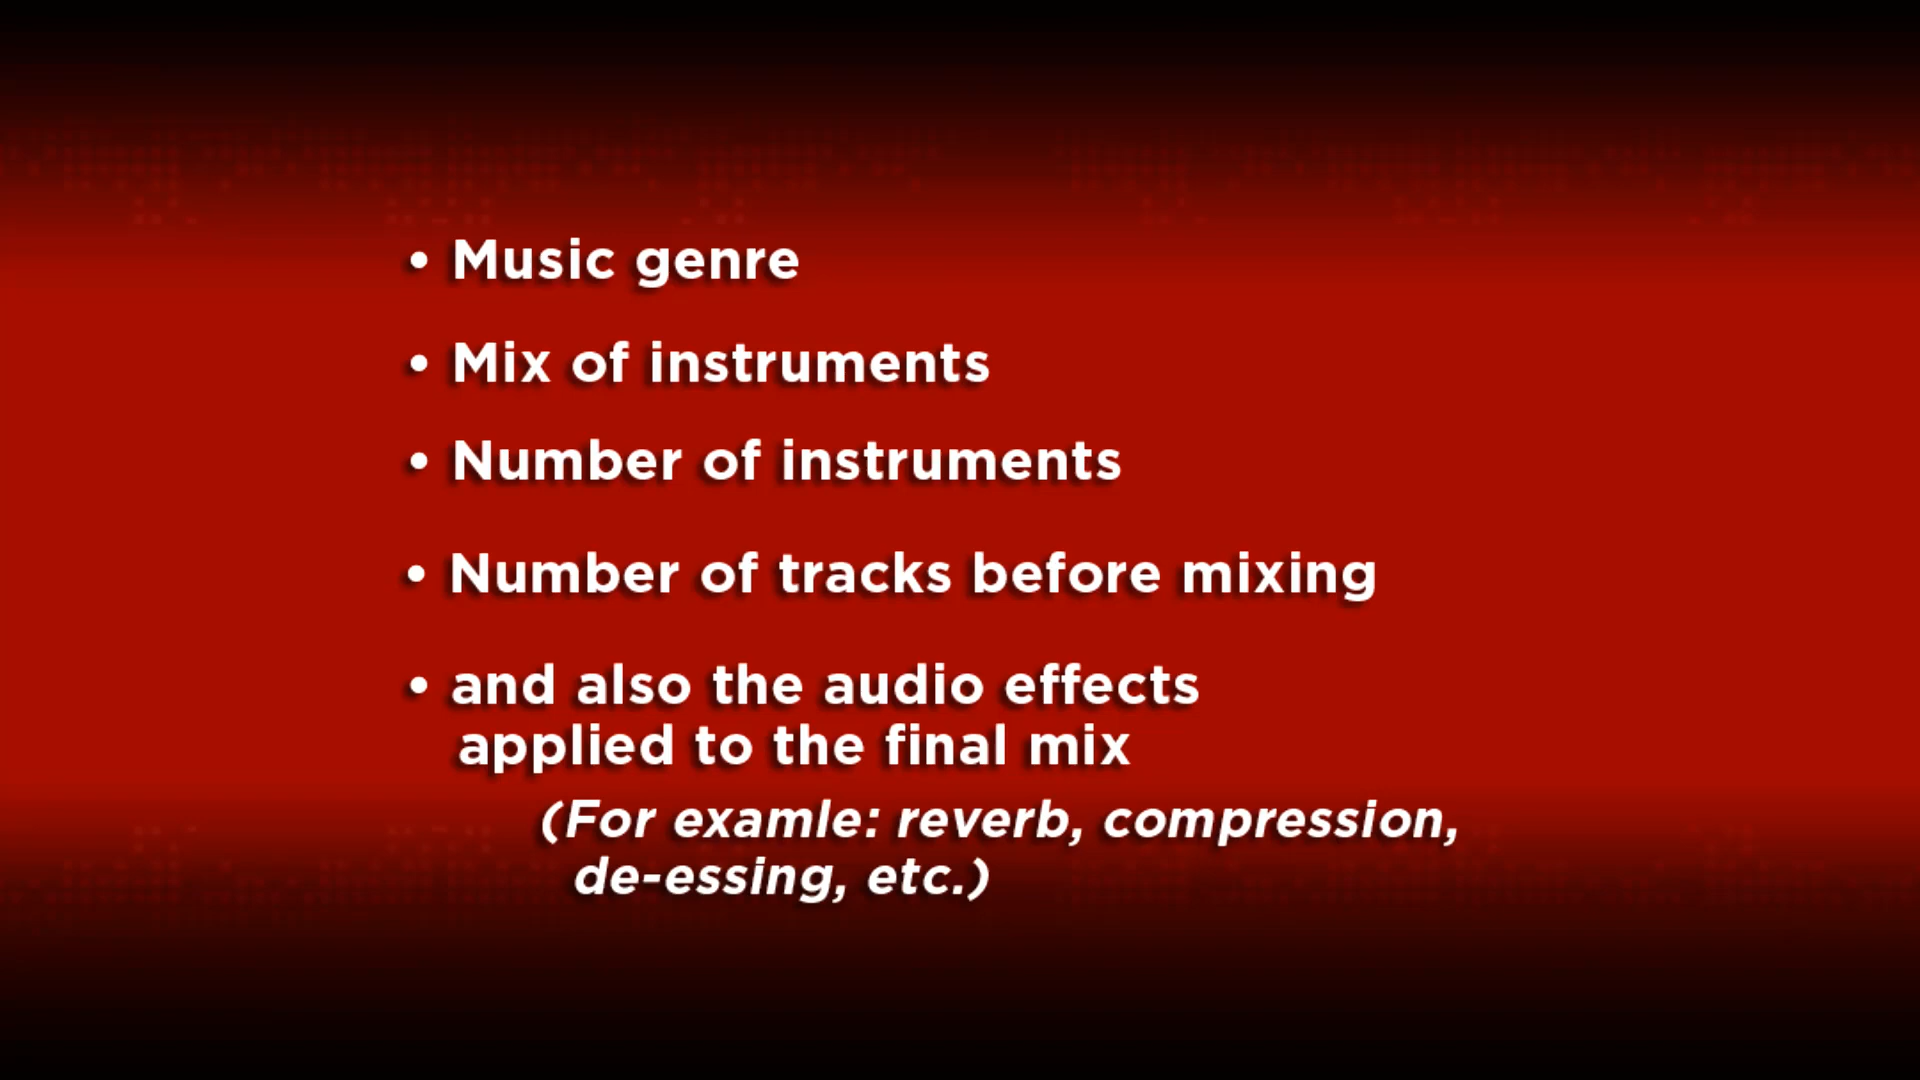 • Music genre
• Mix of instruments
• Number of instruments
• Number of tracks before mixing
• and also the audio effects
applied to the final mix
(For examle: reverb, compression,
de-essing, etc.)